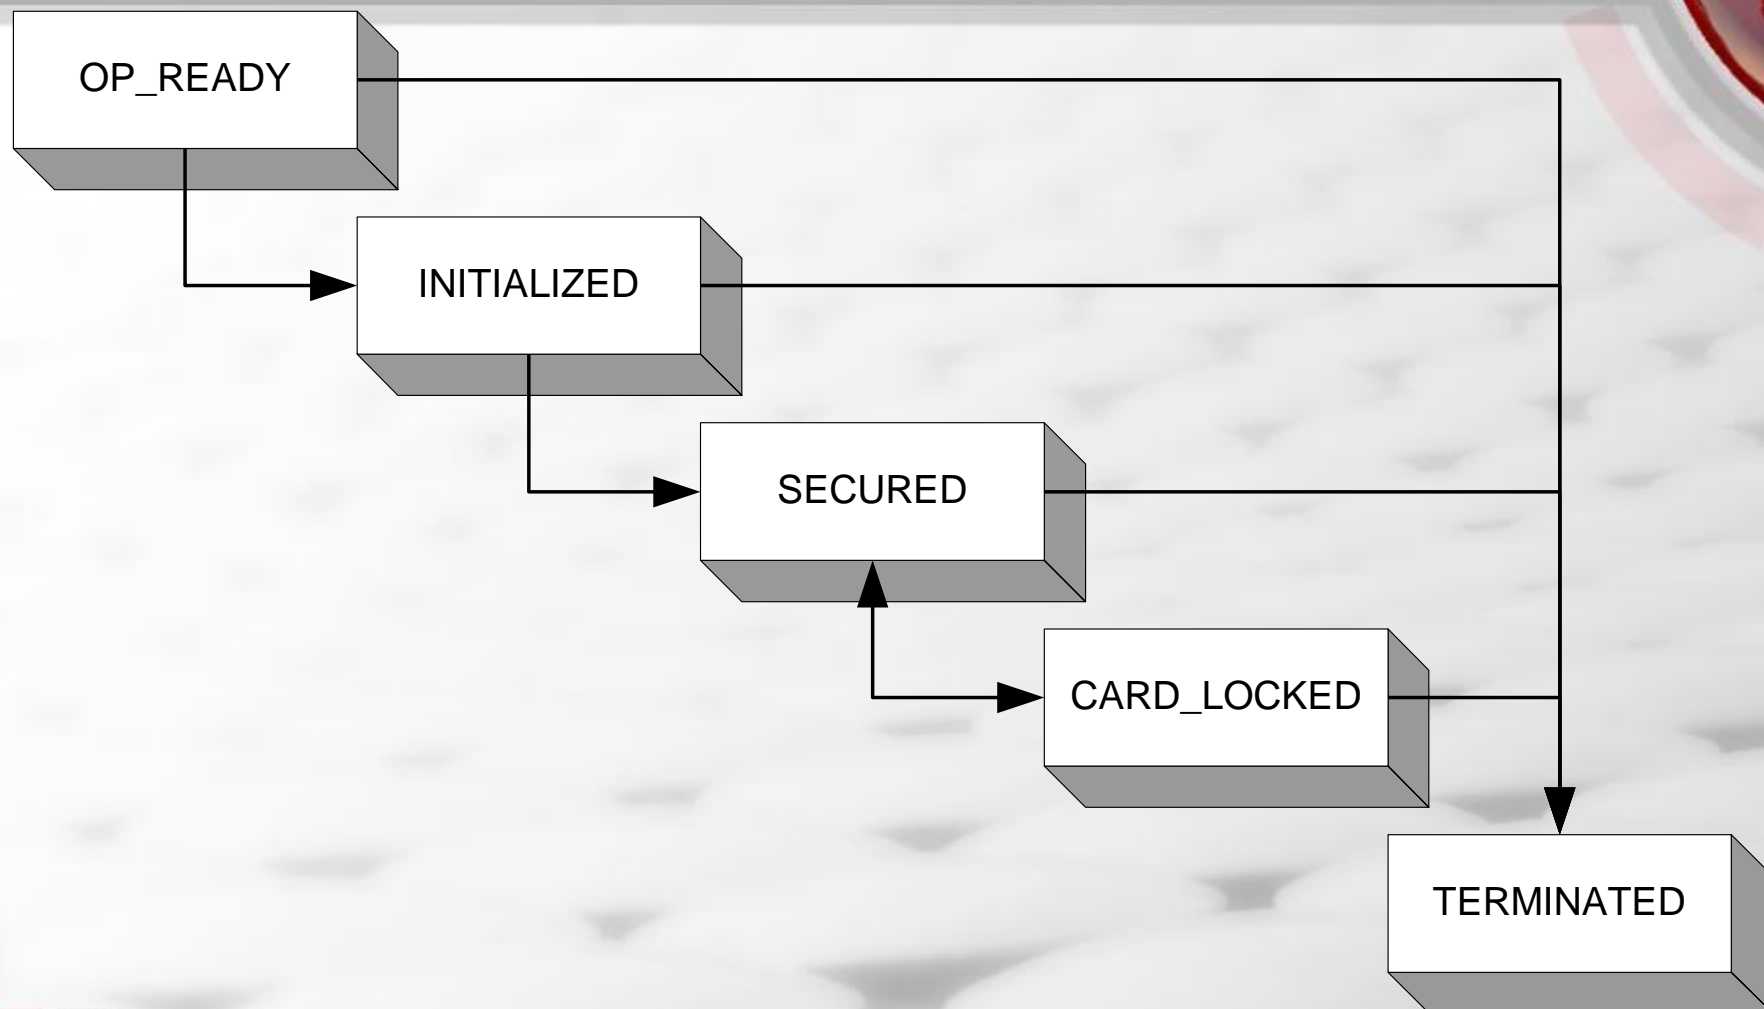 OP_READY
INITIALIZED
SECURED
CARD_LOCKED
TERMINATED